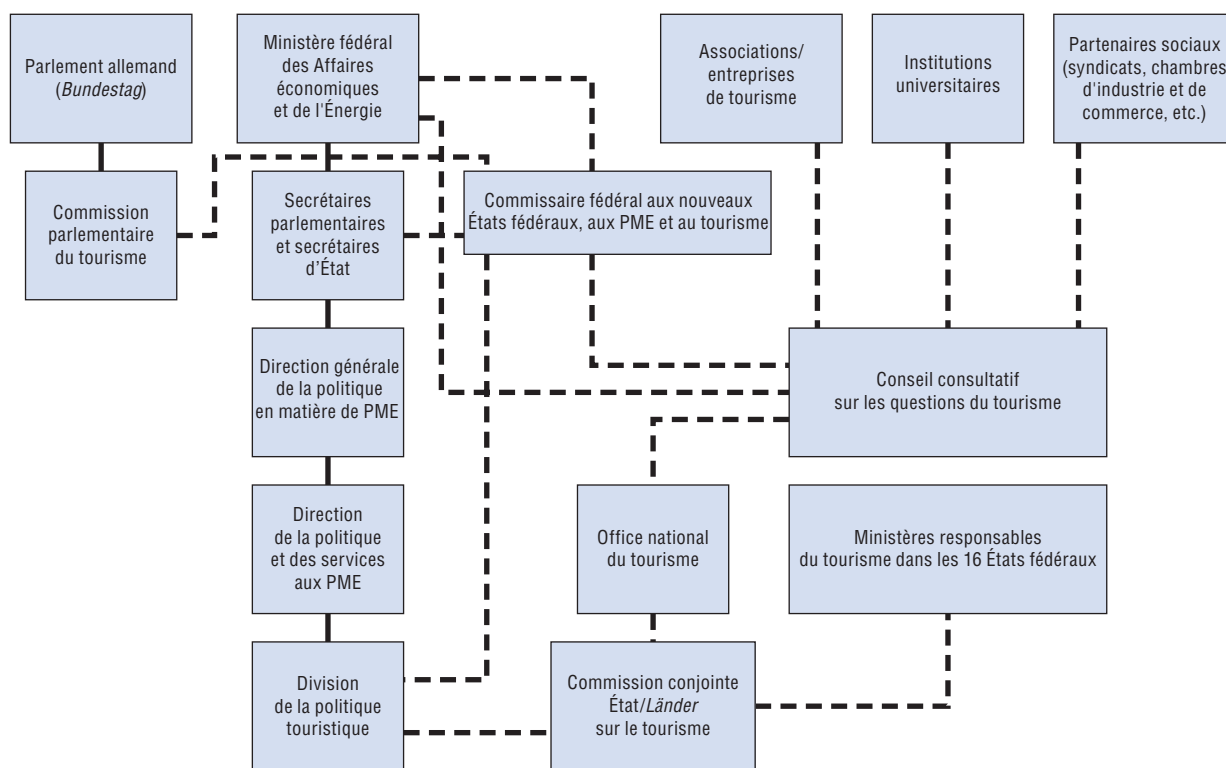 Parlement allemand
(Bundestag)
Ministère fédéral
des Affaires
économiques
et de l'Énergie
Associations/
entreprises
de tourisme
Institutions
universitaires
Partenaires sociaux
(syndicats, chambres
d'industrie et de
commerce, etc.)
Commission
parlementaire
du tourisme
Secrétaires
parlementaires
et secrétaires
d’État
Commissaire fédéral aux nouveaux
États fédéraux, aux PME et au tourisme
Direction générale
de la politique
en matière de PME
Conseil consultatif
sur les questions du tourisme
Direction
de la politique
et des services
aux PME
Office national
du tourisme
Ministères responsables
du tourisme dans les 16 États fédéraux
Division
de la politique
touristique
Commission conjointe
État/Länder
sur le tourisme